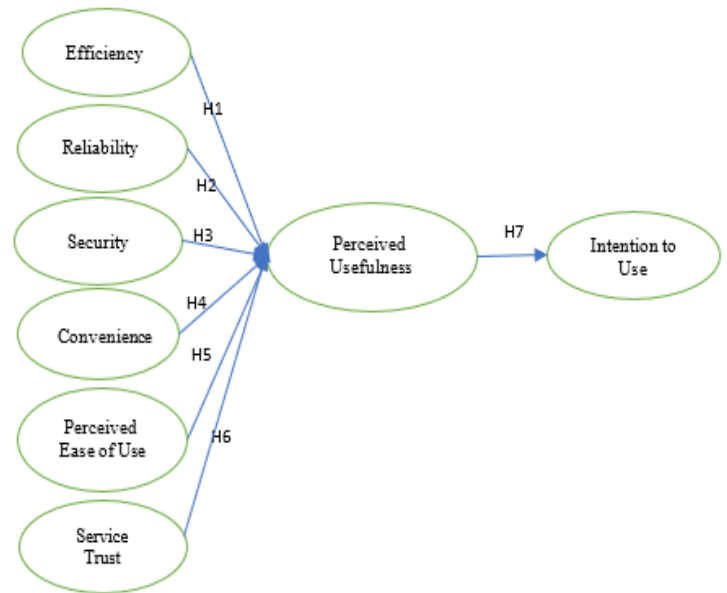 Efficiency
H1
Reliability
H2
Security
H3
Perceived
Usefulness
H7
Intention to
Use
Convenience
H4
H5
Perceived
Ease of Use
H6
Service
Trust